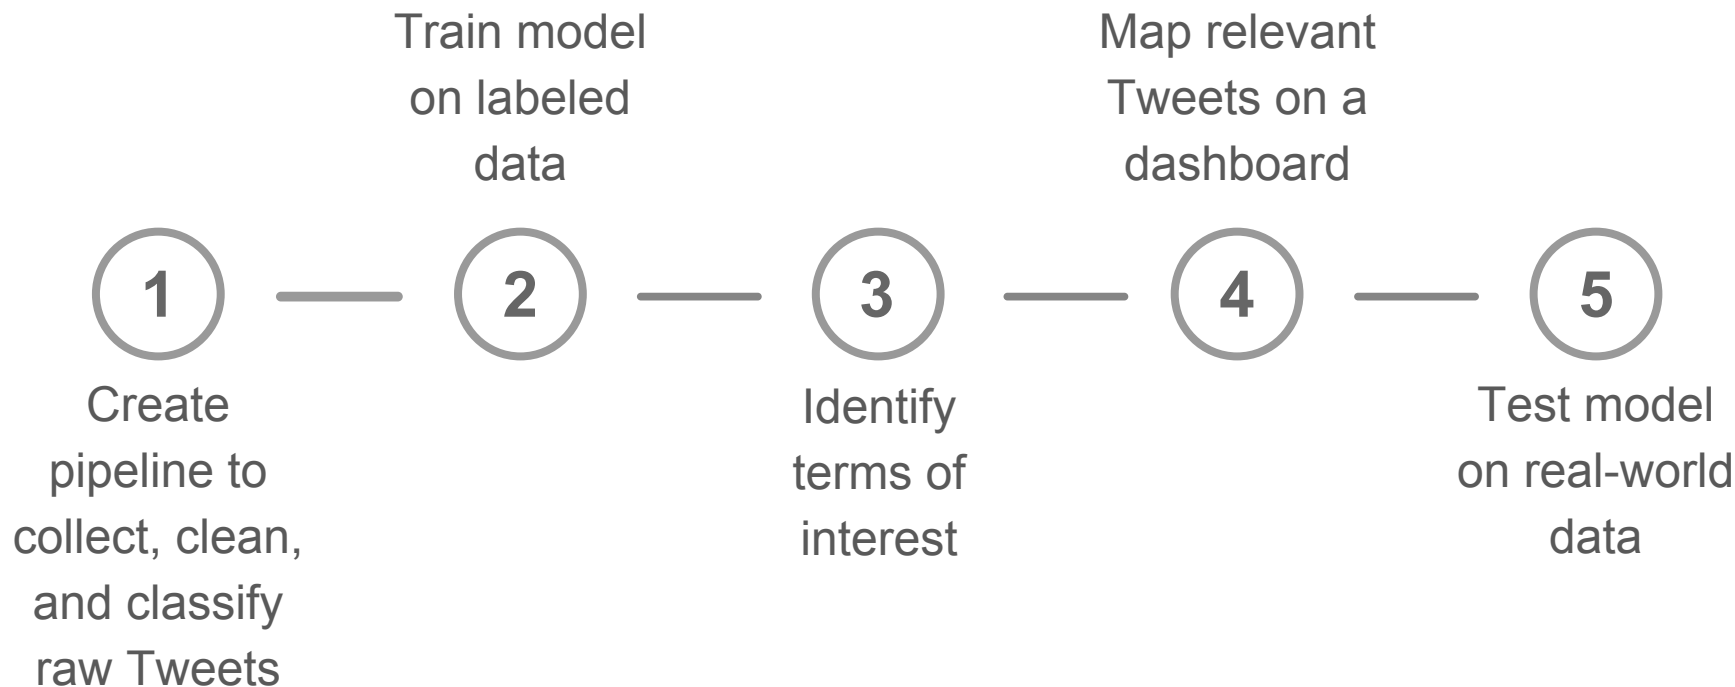 Train model
on labeled
data
Map relevant
Tweets on a
dashboard
1
2
3
4
5
Create
pipeline to
collect, clean,
and classify
raw Tweets
Identify
terms of
interest
Test model
on real-world
data